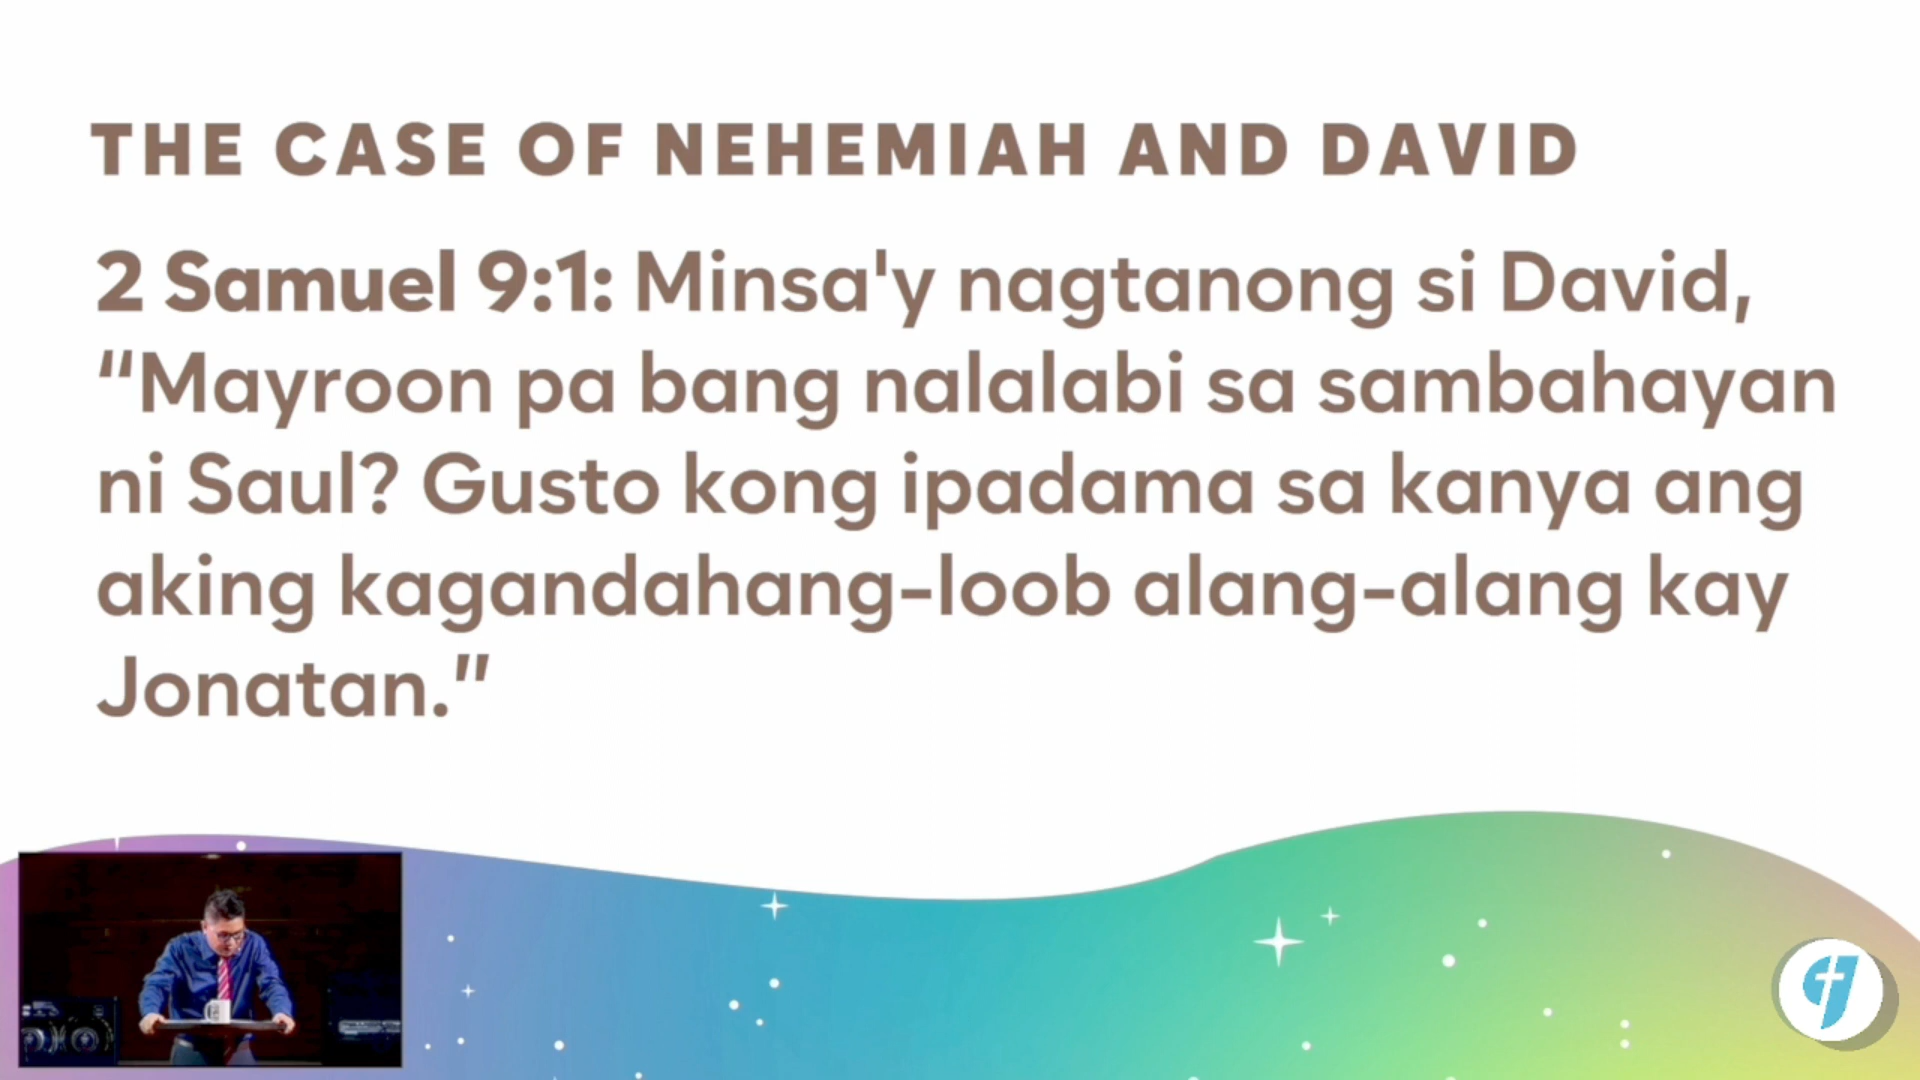 THE CASE OF NEHEMIAH AND DAVID
2 Samuel 9:1: Minsa'y nagtanong si David,
“Mayroon pa bang nalalabi sa sambahayan
ni Saul? Gusto kong ipadama sa kanya ang
aking kagandahang-loob alang-alang kay
Jonatan.”